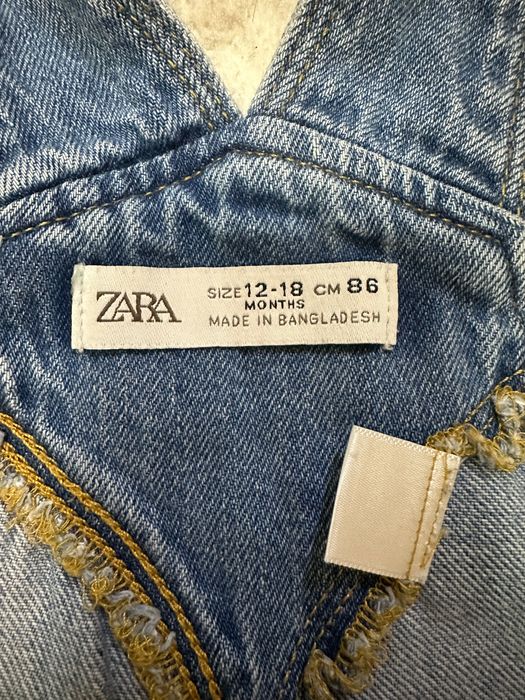 ZARA
SIZE 12-18 CM 86
MONTHS
MADE IN BANGLADESH